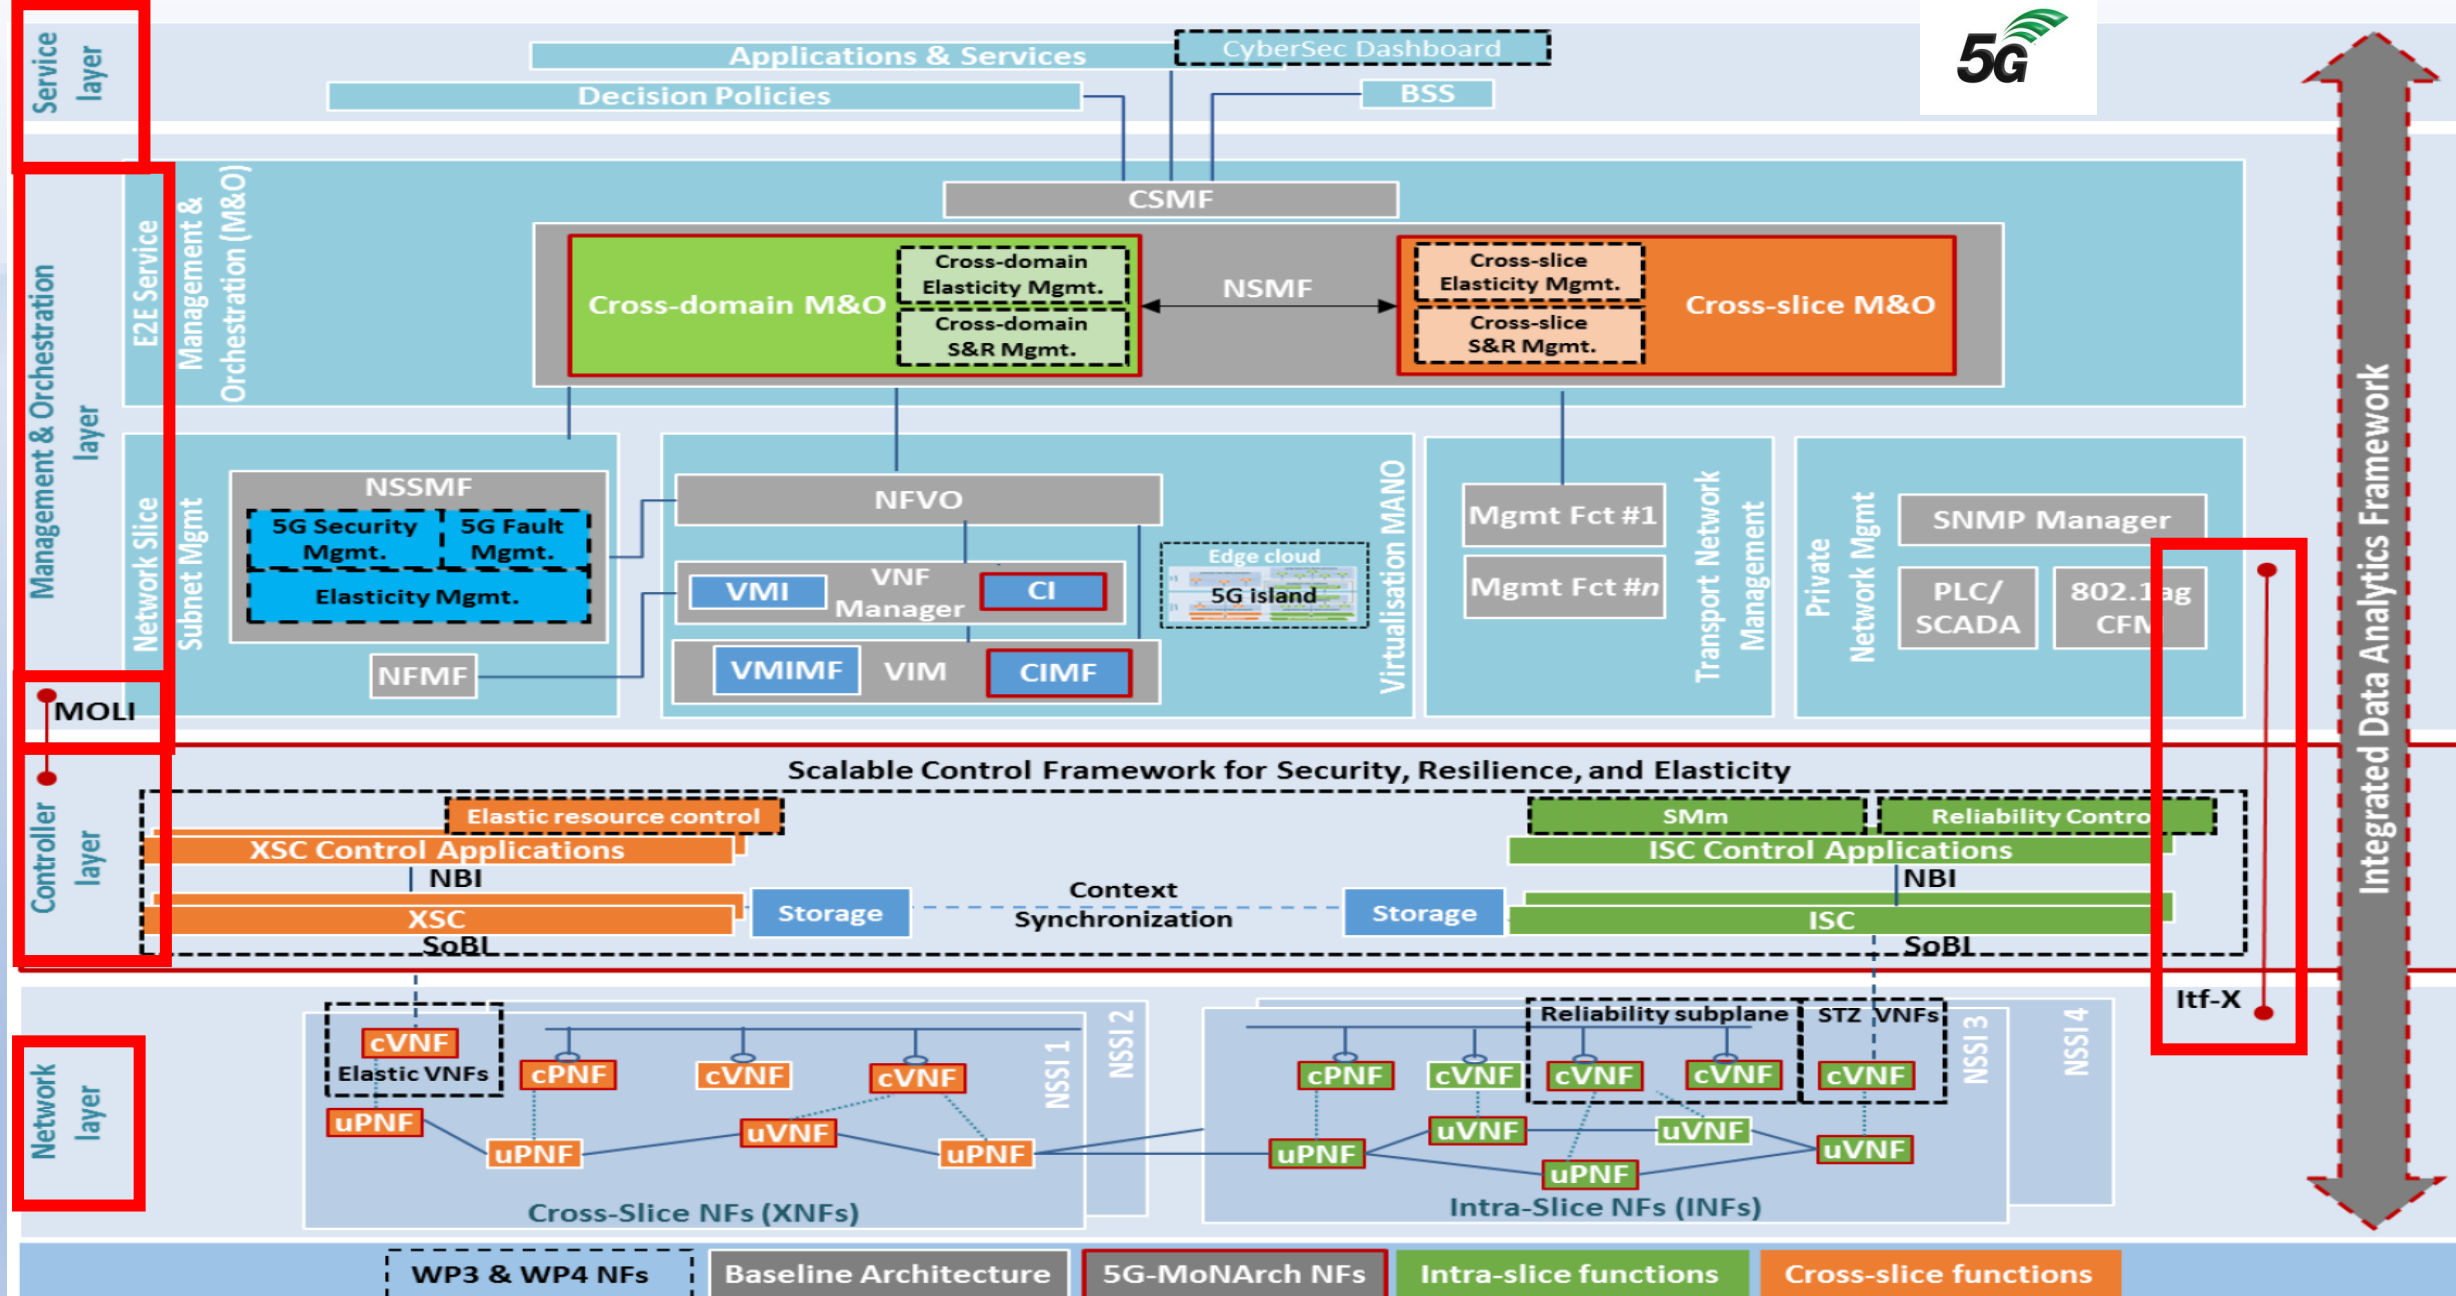 Service
layer
Applications & Services
CyberSec Dashboard
Decision Policies
BSS
5G
Management & Orchestration
layer
E2E Service
Management &
Orchestration (M&O)
CSMF
Cross-domain M&O
Cross-domain
Elasticity Mgmt.
Cross-domain
S&R Mgmt.
NSMF
Cross-slice
Elasticity Mgmt.
Cross-slice
S&R Mgmt.
Cross-slice M&O
Network Slice
Subnet Mgmt
NSSMF
5G Security
Mgmt.
5G Fault
Mgmt.
Elasticity Mgmt.
NFMF
NFVO
VMI
VNF
Manager
CI
VMIMF
VIM
CIMF
Edge cloud
5G island
Virtualisation MANO
Mgmt Fct #1
Mgmt Fct #n
Transport Network
Management
Private
Network Mgmt
SNMP Manager
PLC/
SCADA
802.1ag
CFM
Integrated Data Analytics Framework
MOLI
Controller
layer
Scalable Control Framework for Security, Resilience, and Elasticity
Elastic resource control
XSC Control Applications
NBI
XSC
SoBI
Storage
Context
Synchronization
Storage
SMm
Reliability Control
ISC Control Applications
NBI
ISC
SoBI
Itf-X
Network
layer
cVNF
Elastic VNFs
uPNF
cPNF
cVNF
cVNF
uPNF
uVNF
uPNF
NSSI 1
NSSI 2
Cross-Slice NFs (XNFs)
Reliability subplane
STZ VNFs
cPNF
cVNF
cVNF
cVNF
cVNF
uPNF
uVNF
uPNF
uVNF
uVNF
NSSI 3
NSSI 4
Intra-Slice NFs (INFs)
WP3 & WP4 NFs
Baseline Architecture
5G-MoNArch NFs
Intra-slice functions
Cross-slice functions